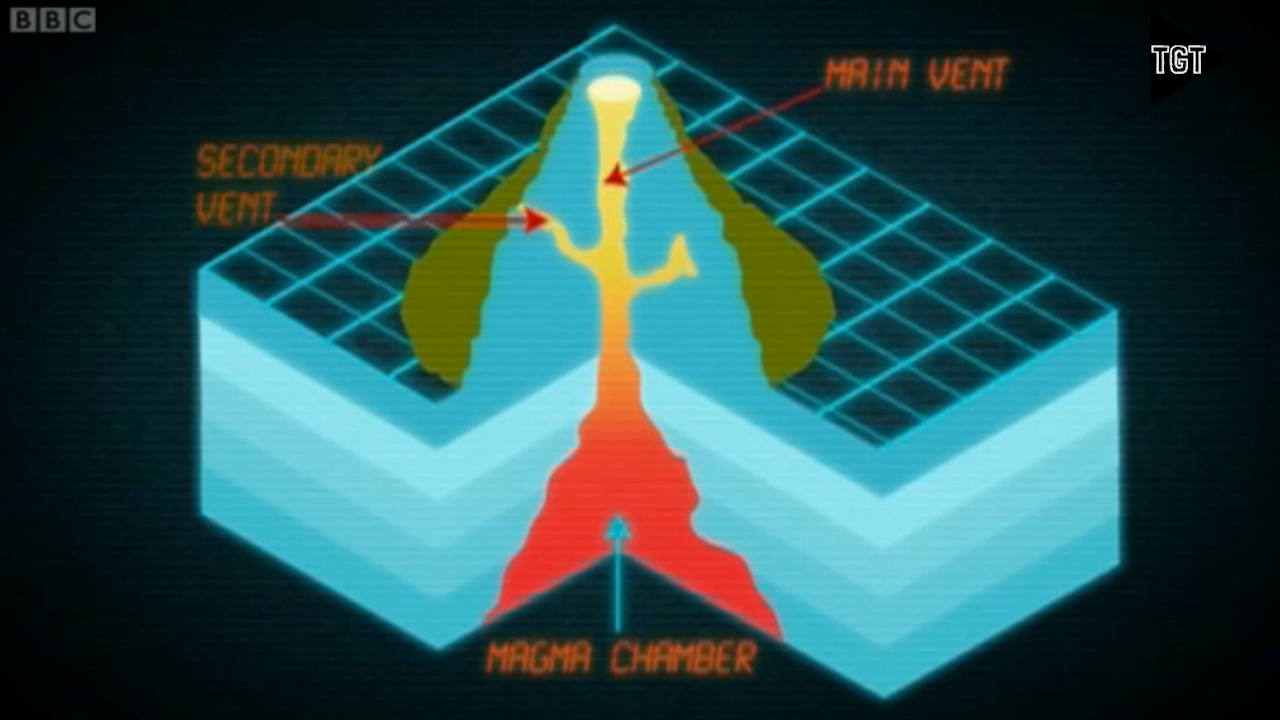 BBC
TGT
MAIN VENT
SECONDARY
VENT
MAGMA CHAMBER